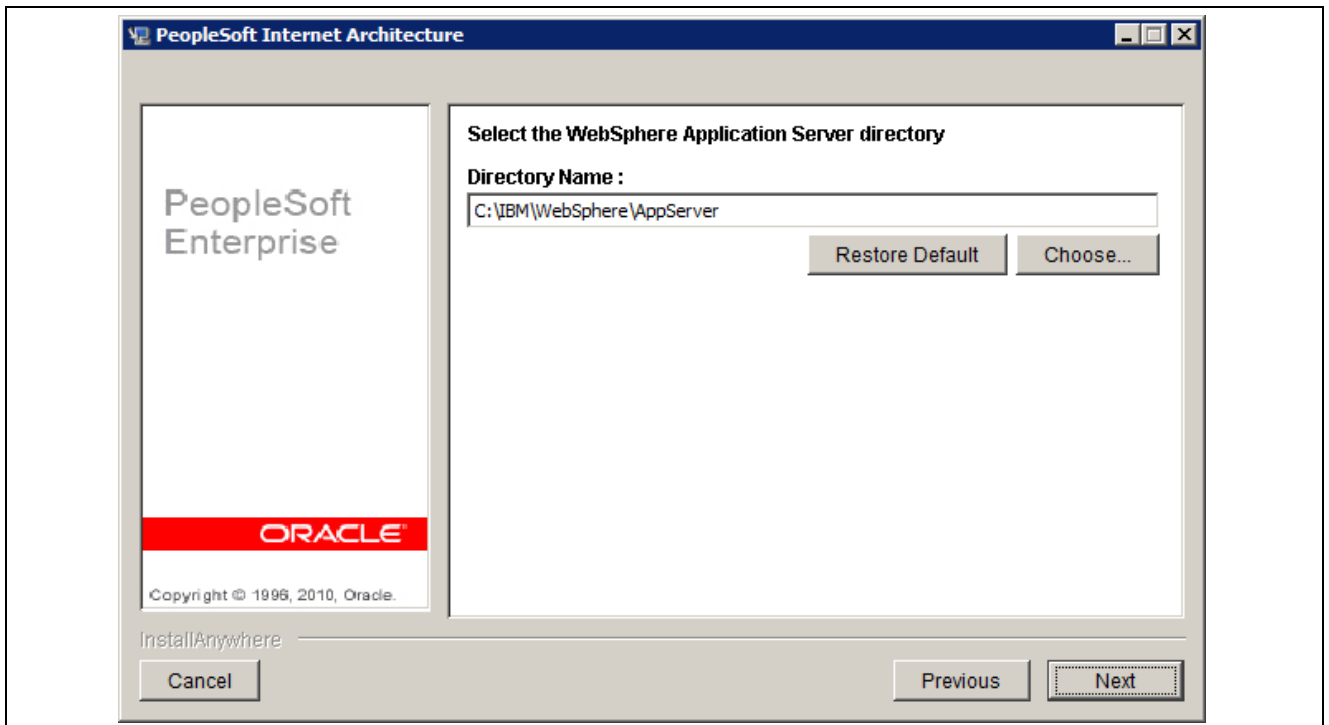 PeopleSoft Internet Architecture
PeopleSoft
Enterprise
ORACLE
Copyright © 1996, 2010, Oracle.
Select the WebSphere Application Server directory
Directory Name :
C:\IBM\WebSphere\AppServer
Restore Default
Choose...
InstallAnywhere
Cancel
Previous
Next